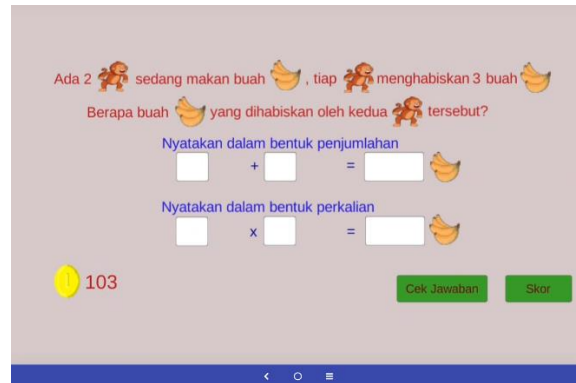 Ada 2 sedang makan buah , tiap menghabiskan 3 buah
Berapa buah yang dihabiskan oleh kedua tersebut?
Nyatakan dalam bentuk penjumlahan
+ =
Nyatakan dalam bentuk perkalian
x =
103
Cek Jawaban
Skor